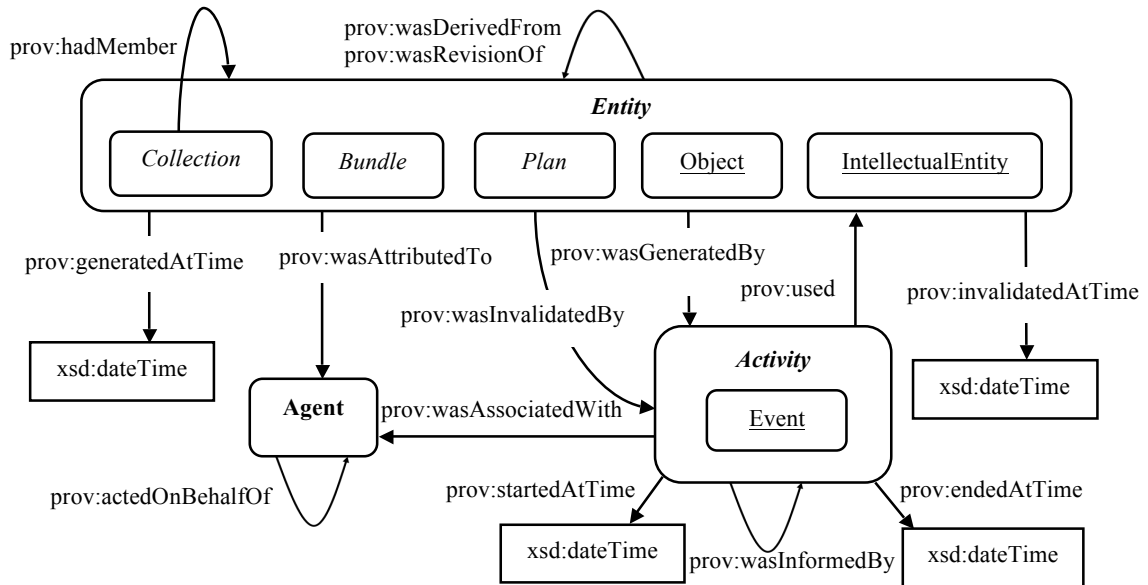 prov:hadMember
prov:wasDerivedFrom
prov:wasRevisionOf
Entity
Collection
Bundle
Plan
Object
IntellectualEntity
prov:generatedAtTime
prov:wasAttributedTo
prov:wasGeneratedBy
prov:used
prov:invalidatedAtTime
prov:wasInvalidatedBy
xsd:dateTime
Activity
xsd:dateTime
Agent
prov:wasAssociatedWith
Event
prov:actedOnBehalfOf
prov:startedAtTime
prov:endedAtTime
xsd:dateTime
prov:wasInformedBy
xsd:dateTime